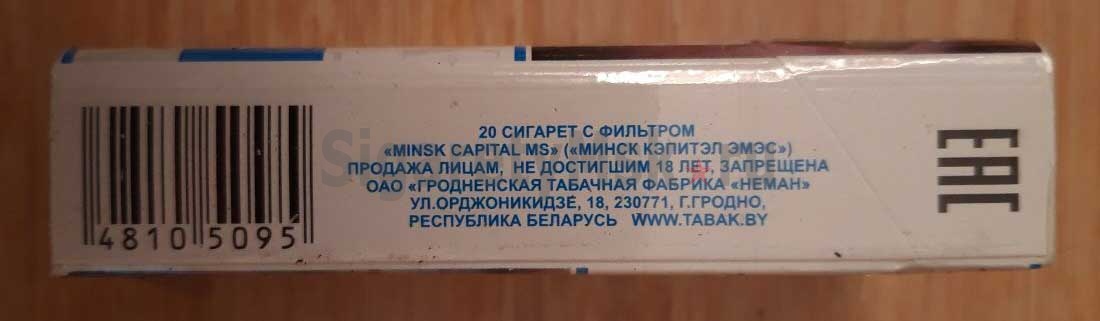 20 СИГАРЕТ С ФИЛЬТРОМ
«MINSK CAPITAL MS» («МИНСК КЭПИТЭЛ ЭМЭС»)
ПРОДАЖА ЛИЦАМ, НЕ ДОСТИГШИМ 18 ЛЕТ, ЗАПРЕЩЕНА
ОАО «ГРОДНЕНСКАЯ ТАБАЧНАЯ ФАБРИКА «НЕМАН»
УЛ.ОРДЖОНИКИДЗЕ, 18, 230771, Г.ГРОДНО,
РЕСПУБЛИКА БЕЛАРУСЬ WWW.TABAK.BY
4810 5095
EAC